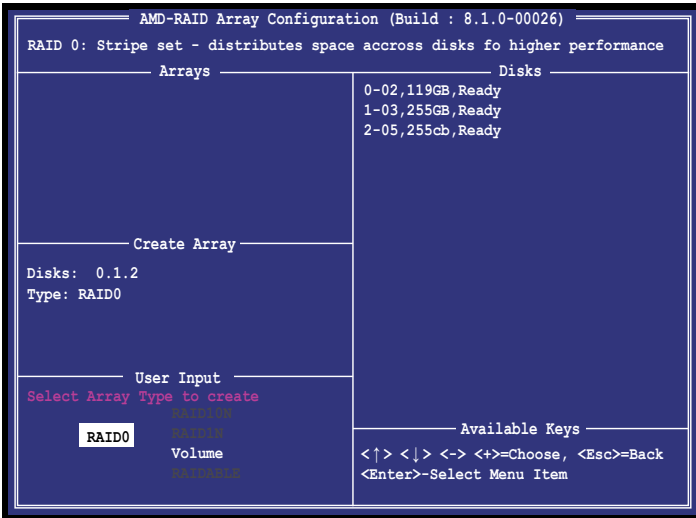 AMD-RAID Array Configuration (Build : 8.1.0-00026)
RAID 0: Stripe set - distributes space accross disks fo higher performance
Arrays
Disks
0-02,119GB,Ready
1-03,255GB,Ready
2-05,255cb,Ready
Create Array
Disks: 0.1.2
Type: RAID0
User Input
Select Array Type to create
RAID10N
RAID0
RAID1N
Volume
RAIDABLE
Available Keys
<↑> <↓> <-> <+>=Choose, <Esc>=Back
<Enter>-Select Menu Item